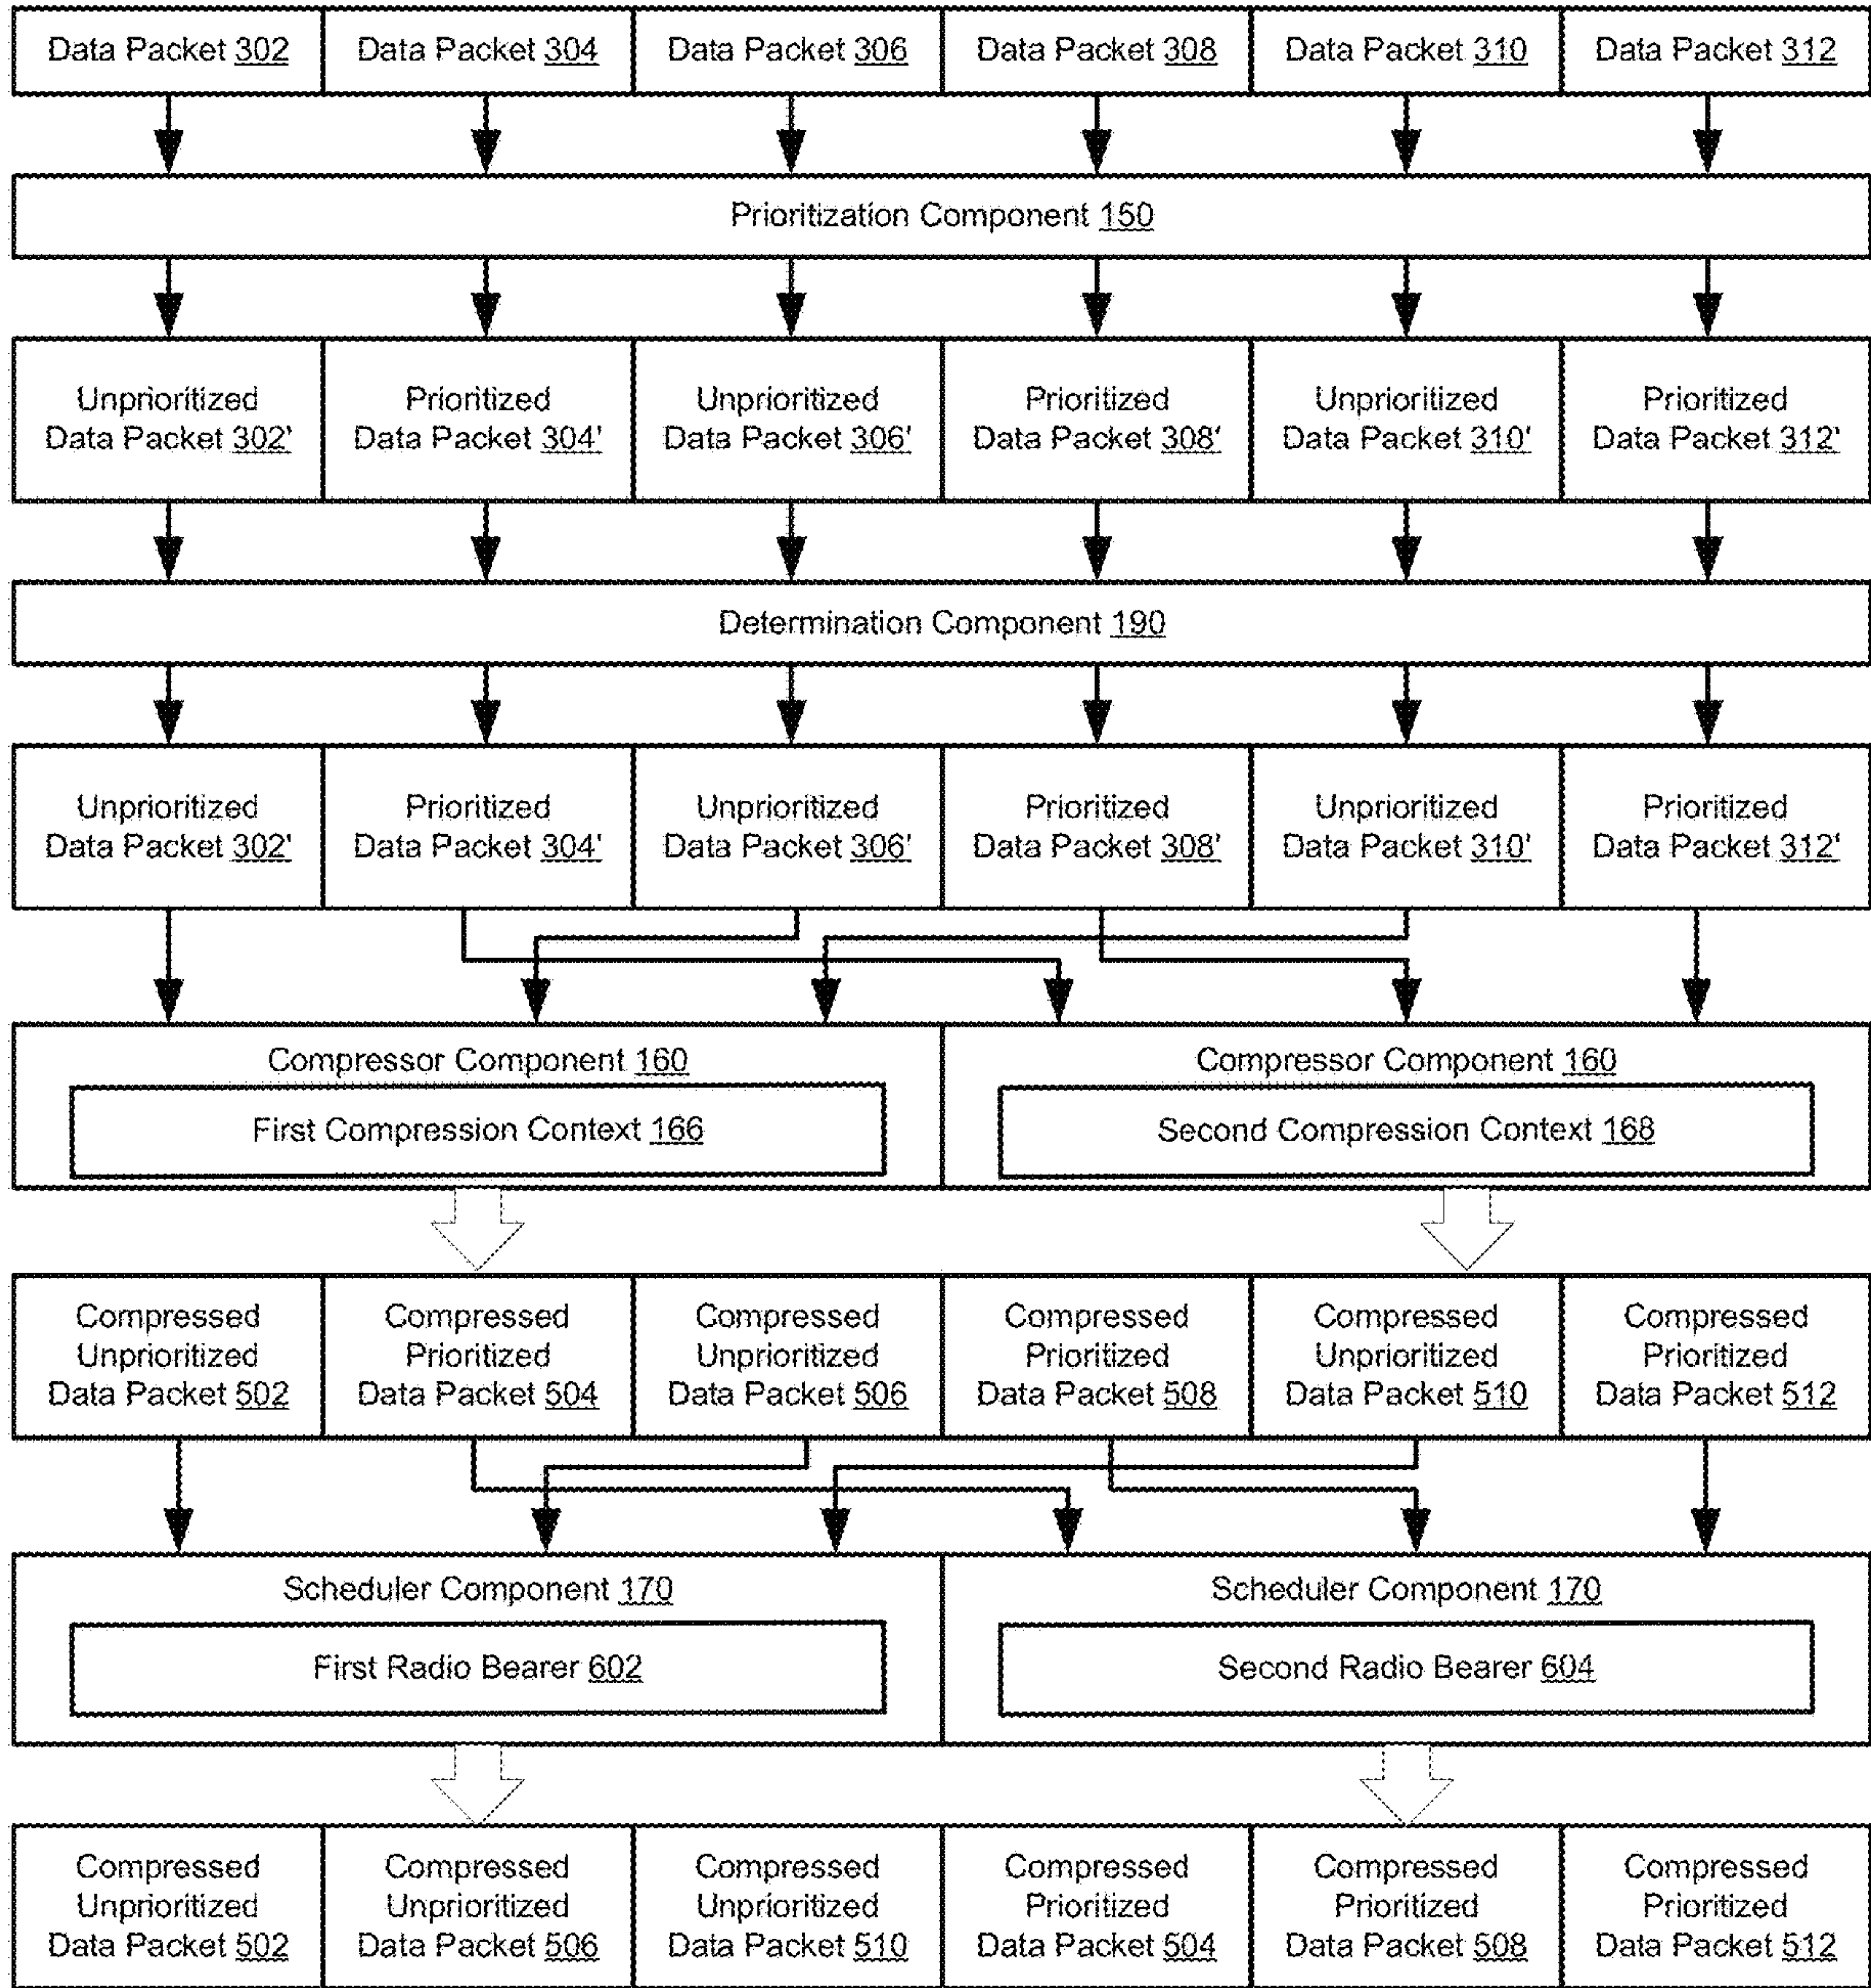 Data Packet 302
Data Packet 304
Data Packet 306
Data Packet 308
Data Packet 310
Data Packet 312
Prioritization Component 150
Unprioritized
Data Packet 302'
Prioritized
Data Packet 304'
Unprioritized
Data Packet 306'
Prioritized
Data Packet 308'
Unprioritized
Data Packet 310'
Prioritized
Data Packet 312'
Determination Component 190
Unprioritized
Data Packet 302'
Prioritized
Data Packet 304'
Unprioritized
Data Packet 306'
Prioritized
Data Packet 308'
Unprioritized
Data Packet 310'
Prioritized
Data Packet 312'
Compressor Component 160
First Compression Context 166
Compressor Component 160
Second Compression Context 168
Compressed
Unprioritized
Data Packet 502
Compressed
Prioritized
Data Packet 504
Compressed
Unprioritized
Data Packet 506
Compressed
Prioritized
Data Packet 508
Compressed
Unprioritized
Data Packet 510
Compressed
Prioritized
Data Packet 512
Scheduler Component 170
First Radio Bearer 602
Scheduler Component 170
Second Radio Bearer 604
Compressed
Unprioritized
Data Packet 502
Compressed
Unprioritized
Data Packet 506
Compressed
Unprioritized
Data Packet 510
Compressed
Prioritized
Data Packet 504
Compressed
Prioritized
Data Packet 508
Compressed
Prioritized
Data Packet 512